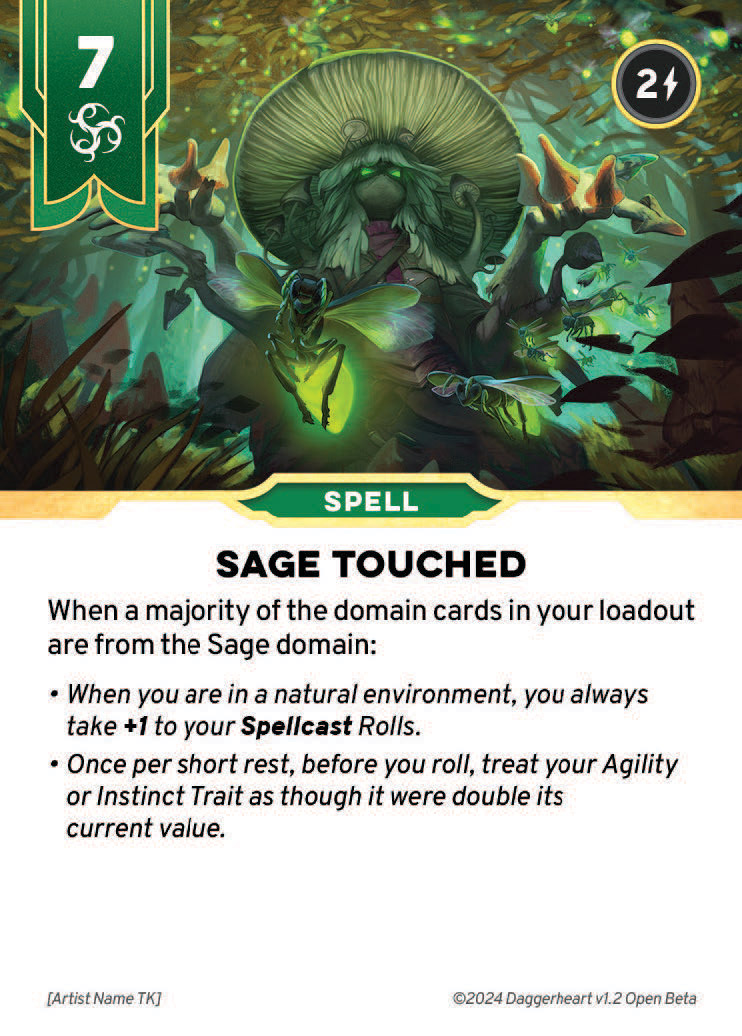 7
2
SPELL
SAGE TOUCHED
When a majority of the domain cards in your loadout
are from the Sage domain:
• When you are in a natural environment, you always
take +1 to your Spellcast Rolls.
• Once per short rest, before you roll, treat your Agility
or Instinct Trait as though it were double its
current value.
[Artist Name TK]
©2024 Daggerheart v1.2 Open Beta